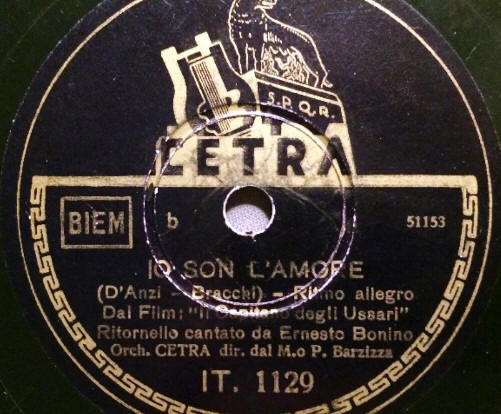 S.P.Q.R.
CETRA
BIEM b 51153
IO SON L'AMORE
(D'Anzi - Bracchi) - Ritmo allegro
Dal Film: "Il Capitano degli Ussari"
Ritornello cantato da Ernesto Bonino
Orch. CETRA dir. dal M.o P. Barzizza
IT. 1129